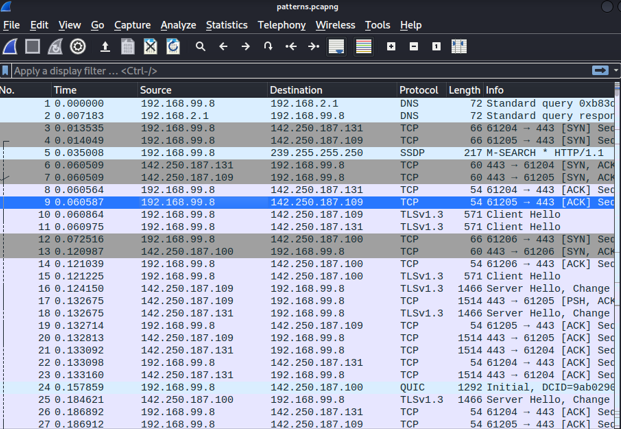 patterns.pcapng
File Edit View Go Capture Analyze Statistics Telephony Wireless Tools Help
Apply a display filter ... <Ctrl-/>
No. Time Source Destination Protocol Length Info
1 0.000000 192.168.99.8 192.168.2.1 DNS 72 Standard query 0xb83d
2 0.007183 192.168.2.1 192.168.99.8 DNS 72 Standard query respon
3 0.013535 192.168.99.8 142.250.187.131 TCP 66 61204 → 443 [SYN] Sec
4 0.014049 192.168.99.8 142.250.187.109 TCP 66 61205 → 443 [SYN] Sec
5 0.035008 192.168.99.8 239.255.255.250 SSDP 217 M-SEARCH * HTTP/1.1
6 0.060509 142.250.187.131 192.168.99.8 TCP 60 443 → 61204 [SYN, ACK
7 0.060509 142.250.187.109 192.168.99.8 TCP 60 443 → 61205 [SYN, ACK
8 0.060564 192.168.99.8 142.250.187.131 TCP 54 61204 → 443 [ACK] Sec
9 0.060587 192.168.99.8 142.250.187.109 TCP 54 61205 → 443 [ACK] Sec
10 0.060864 192.168.99.8 142.250.187.109 TLSv1.3 571 Client Hello
11 0.060975 192.168.99.8 142.250.187.131 TLSv1.3 571 Client Hello
12 0.072516 192.168.99.8 142.250.187.100 TCP 66 61206 → 443 [SYN] Sec
13 0.120987 142.250.187.100 192.168.99.8 TCP 60 443 → 61206 [SYN, ACK
14 0.121039 192.168.99.8 142.250.187.100 TCP 54 61206 → 443 [ACK] Sec
15 0.121225 192.168.99.8 142.250.187.100 TLSv1.3 571 Client Hello
16 0.124150 142.250.187.109 192.168.99.8 TLSv1.3 1466 Server Hello, Change
17 0.132675 142.250.187.109 192.168.99.8 TCP 1514 443 → 61205 [PSH, ACK
18 0.132675 142.250.187.131 192.168.99.8 TLSv1.3 1466 Server Hello, Change
19 0.132714 192.168.99.8 142.250.187.109 TCP 54 61205 → 443 [ACK] Sec
20 0.132813 142.250.187.109 192.168.99.8 TCP 1514 443 → 61205 [ACK] Sec
21 0.133092 142.250.187.131 192.168.99.8 TCP 1514 443 → 61204 [ACK] Sec
22 0.133098 192.168.99.8 142.250.187.131 TCP 54 61204 → 443 [ACK] Sec
23 0.133160 142.250.187.131 192.168.99.8 TCP 1514 443 → 61204 [ACK] Sec
24 0.157859 192.168.99.8 142.250.187.100 QUIC 1292 Initial, DCID=9ab0290
25 0.184621 142.250.187.100 192.168.99.8 TLSv1.3 1466 Server Hello, Change
26 0.186892 192.168.99.8 142.250.187.131 TCP 54 61204 → 443 [ACK] Sec
27 0.186912 192.168.99.8 142.250.187.109 TCP 54 61205 → 443 [ACK] Sec